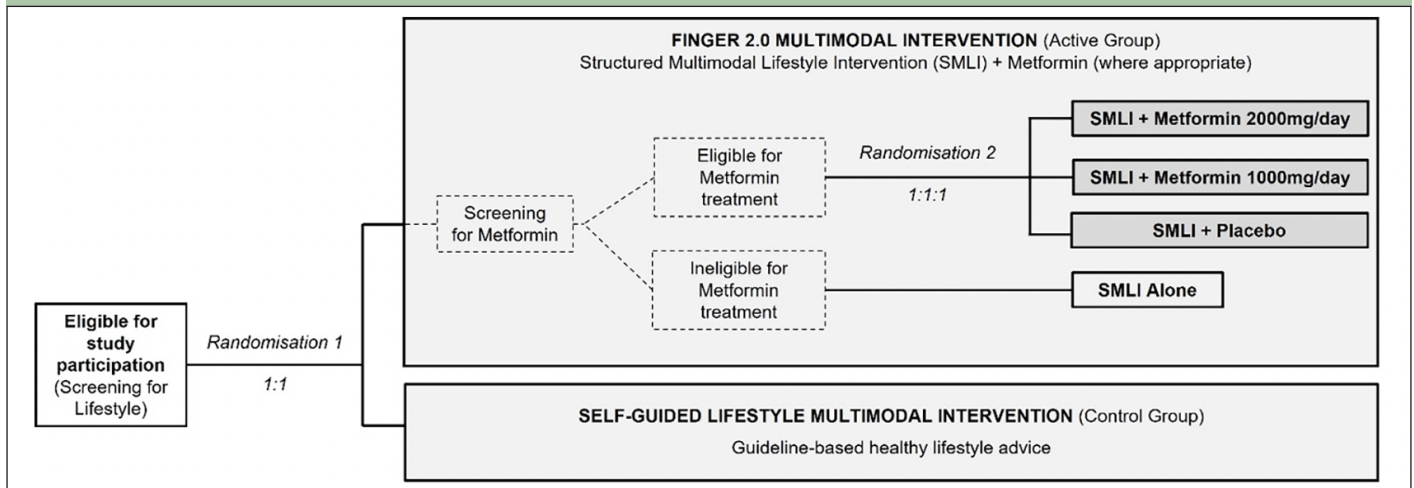 FINGER 2.0 MULTIMODAL INTERVENTION (Active Group)
Structured Multimodal Lifestyle Intervention (SMLI) + Metformin (where appropriate)
SMLI + Metformin 2000mg/day
Eligible for
Metformin
treatment
Randomisation 2
1:1:1
SMLI + Metformin 1000mg/day
Screening
for Metformin
SMLI + Placebo
Ineligible for
Metformin
treatment
SMLI Alone
Eligible for
study
participation
(Screening for
Lifestyle)
Randomisation 1
1:1
SELF-GUIDED LIFESTYLE MULTIMODAL INTERVENTION (Control Group)
Guideline-based healthy lifestyle advice